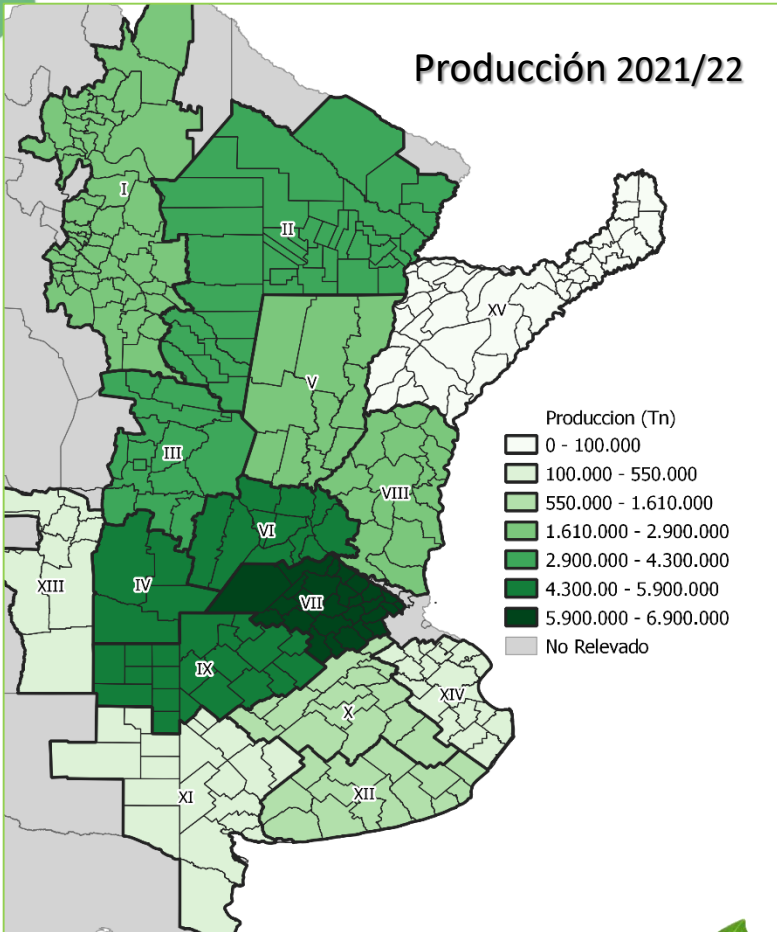 Producción 2021/22
I
II
XV
V
III
VIII
VI
XIII
IV
VII
IX
XIV
X
XI
XII
Produccion (Tn)
0 - 100.000
100.000 - 550.000
550.000 - 1.610.000
1.610.000 - 2.900.000
2.900.000 - 4.300.000
4.300.00 - 5.900.000
5.900.000 - 6.900.000
No Relevado